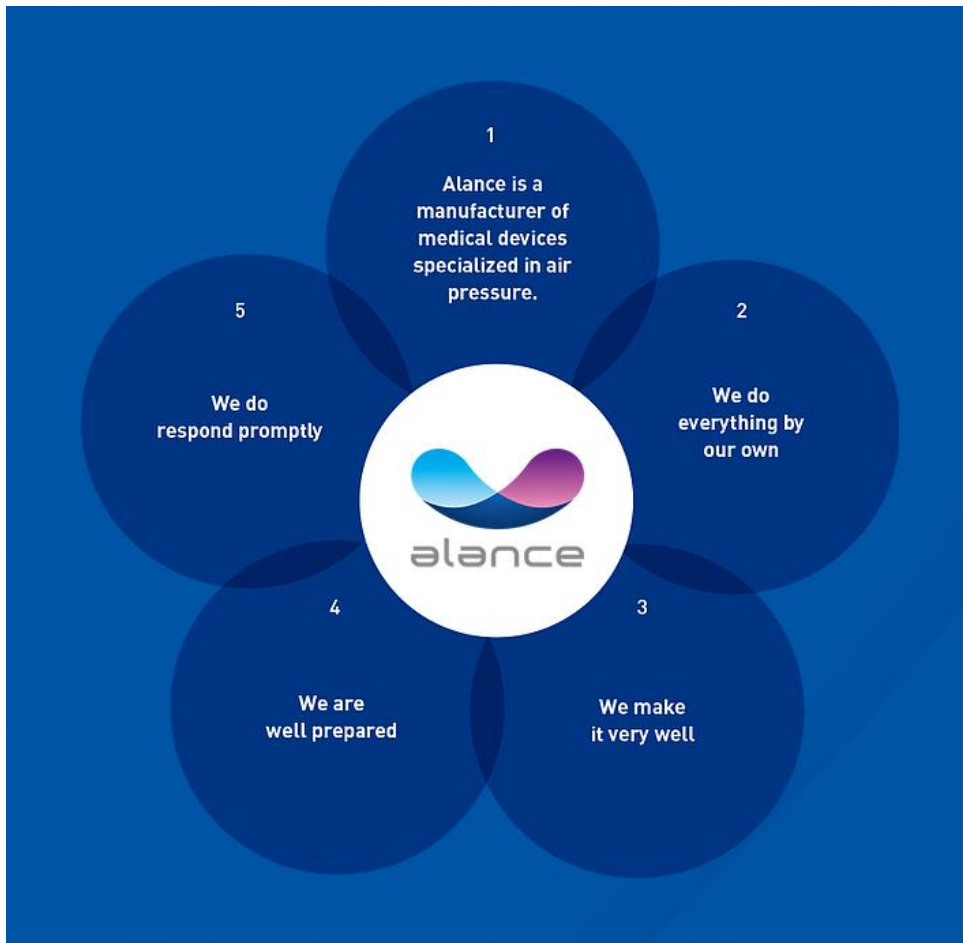 1
Alance is a
manufacturer of
medical devices
specialized in air
pressure.
2
We do
everything by
our own
3
We make
it very well
4
We are
well prepared
5
We do
respond promptly
alance